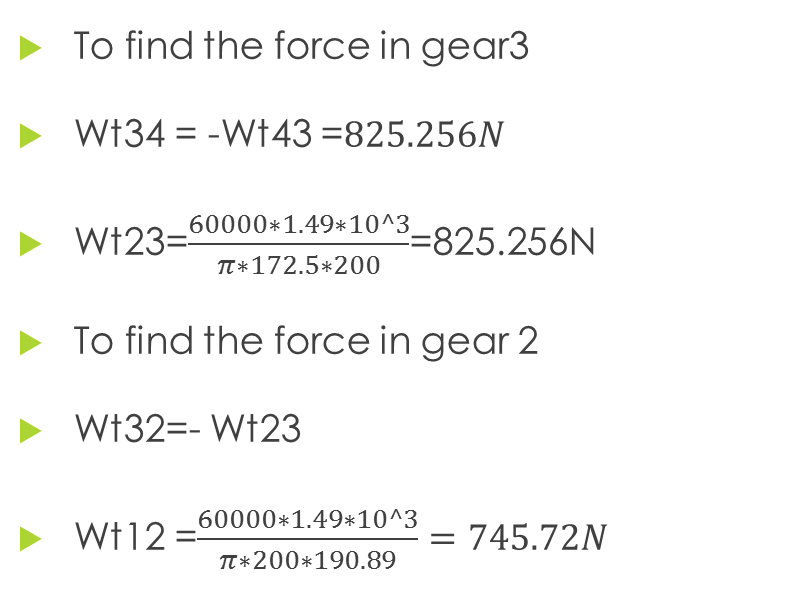 To find the force in gear3
Wt34 = -Wt43 =825.256N
Wt23=60000*1.49*10^3/π*172.5*200=825.256N
To find the force in gear 2
Wt32=- Wt23
Wt12 =60000*1.49*10^3/π*200*190.89 = 745.72N